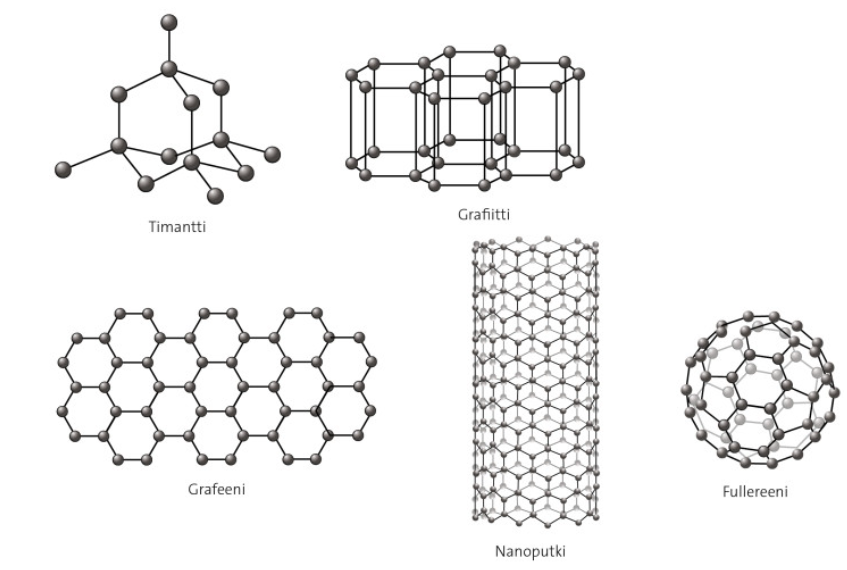 Timantti
Grafiitti
Grafeeni
Nanoputki
Fullereeni